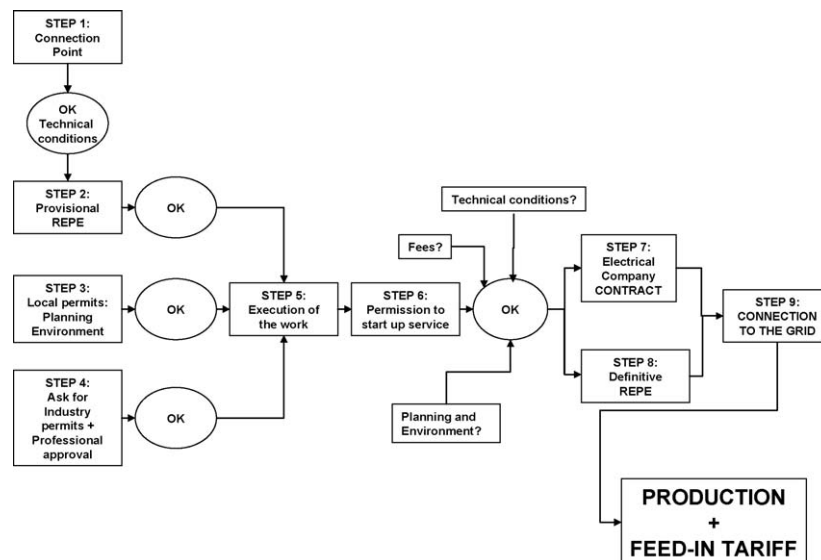 STEP 1:
Connection
Point
OK
Technical
conditions
STEP 2:
Provisional
REPE
OK
STEP 3:
Local permits:
Planning
Environment
OK
STEP 4:
Ask for
Industry
permits +
Professional
approval
OK
STEP 5:
Execution of
the work
STEP 6:
Permission to
start up service
Technical conditions?
Fees?
OK
Planning and
Environment?
STEP 7:
Electrical
Company
CONTRACT
STEP 8:
Definitive
REPE
STEP 9:
CONNECTION
TO THE GRID
PRODUCTION
+
FEED-IN TARIFF